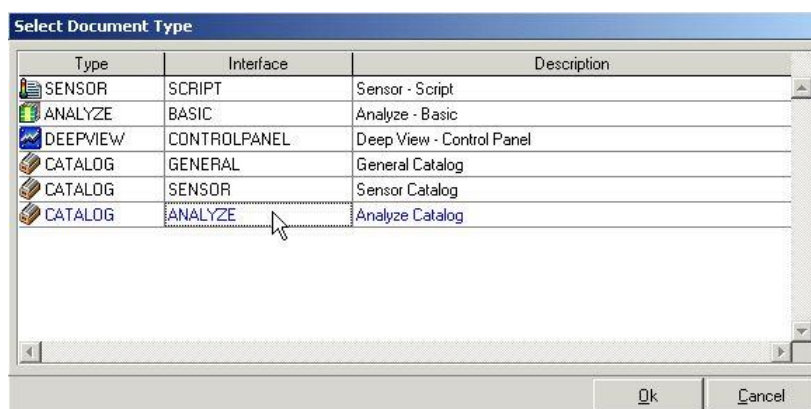 Select Document Type
Type Interface Description
SENSOR SCRIPT Sensor - Script
ANALYZE BASIC Analyze - Basic
DEEPVIEW CONTROLPANEL Deep View - Control Panel
CATALOG GENERAL General Catalog
CATALOG SENSOR Sensor Catalog
CATALOG ANALYZE Analyze Catalog
Ok Cancel